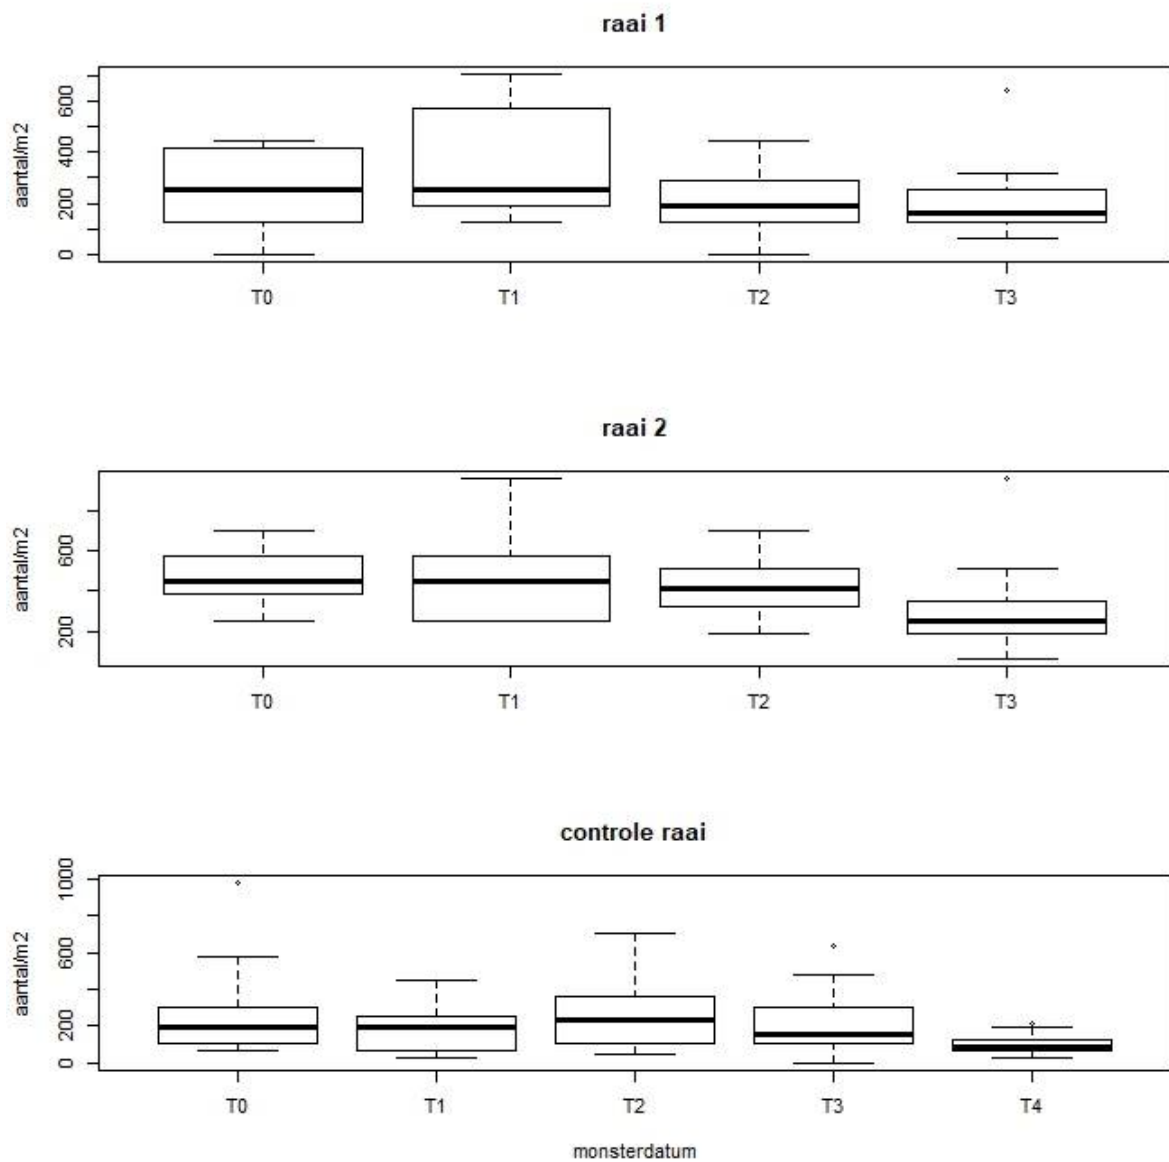 raai 1
aantal/m2
600
400
200
0
T0 T1 T2 T3
raai 2
aantal/m2
600
200
T0 T1 T2 T3
controle raai
aantal/m2
1000
600
200
0
T0 T1 T2 T3 T4
monsterdatum